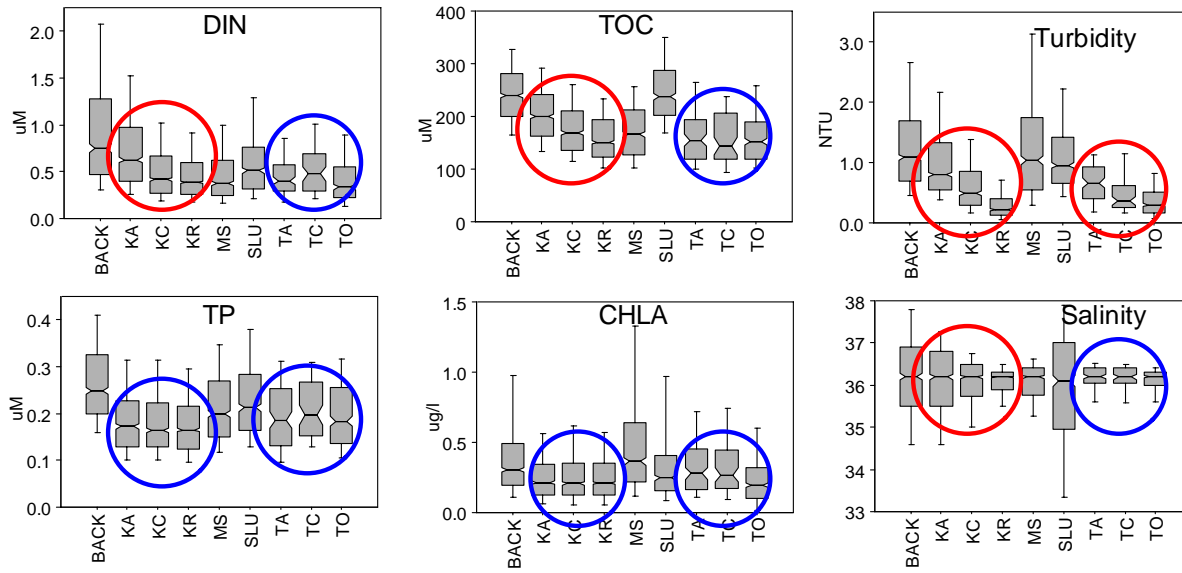 DIN
2.0
1.5
1.0
0.5
0.0
uM
BACK
KA
KC
KR
MS
SLU
TA
TC
TO
TOC
400
300
200
100
0
uM
BACK
KA
KC
KR
MS
SLU
TA
TC
TO
Turbidity
3.0
2.0
1.0
0.0
NTU
BACK
KA
KC
KR
MS
SLU
TA
TC
TO
TP
0.4
0.3
0.2
0.1
0.0
uM
BACK
KA
KC
KR
MS
SLU
TA
TC
TO
CHLA
1.5
1.0
0.5
0.0
ug/l
BACK
KA
KC
KR
MS
SLU
TA
TC
TO
Salinity
38
37
36
35
34
33
BACK
KA
KC
KR
MS
SLU
TA
TC
TO